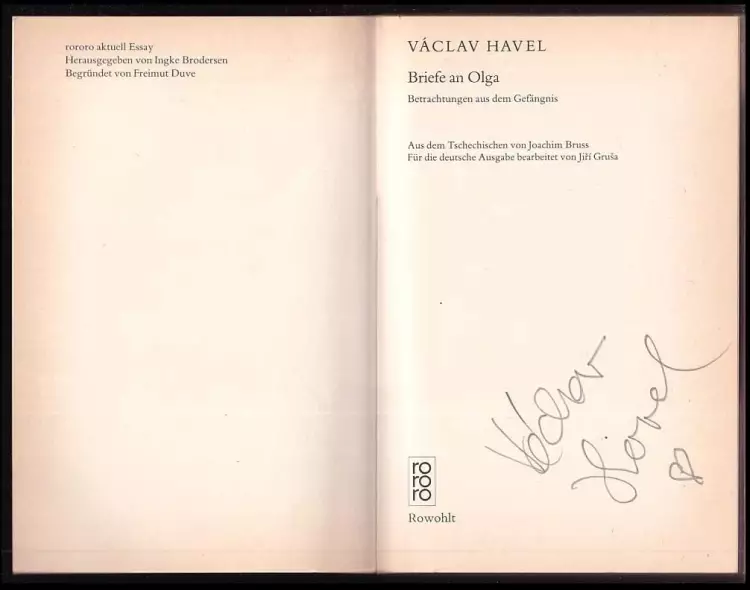 rororo aktuell Essay
Herausgegeben von Ingke Brodersen
Begründet von Freimut Duve
VÁCLAV HAVEL
Briefe an Olga
Betrachtungen aus dem Gefängnis
Aus dem Tschechischen von Joachim Bruss
Für die deutsche Ausgabe bearbeitet von Jiří Gruša
Václav
Havel
ro
ro
ro
Rowohlt